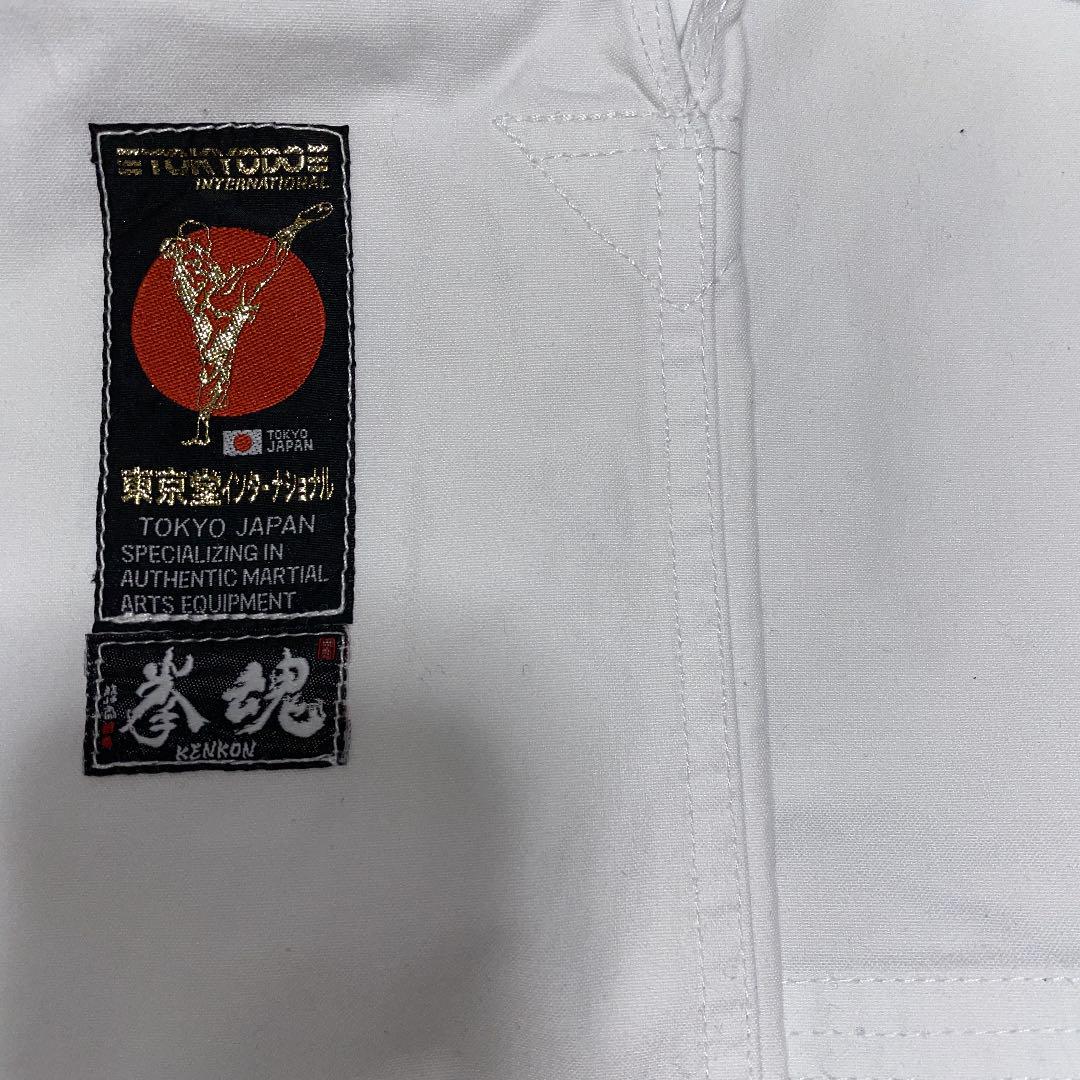 TOKYODO
INTERNATIONAL
TOKYO
JAPAN
東京堂インターナショナル
TOKYO JAPAN
SPECIALIZING IN
AUTHENTIC MARTIAL
ARTS EQUIPMENT
拳魂
KENKON